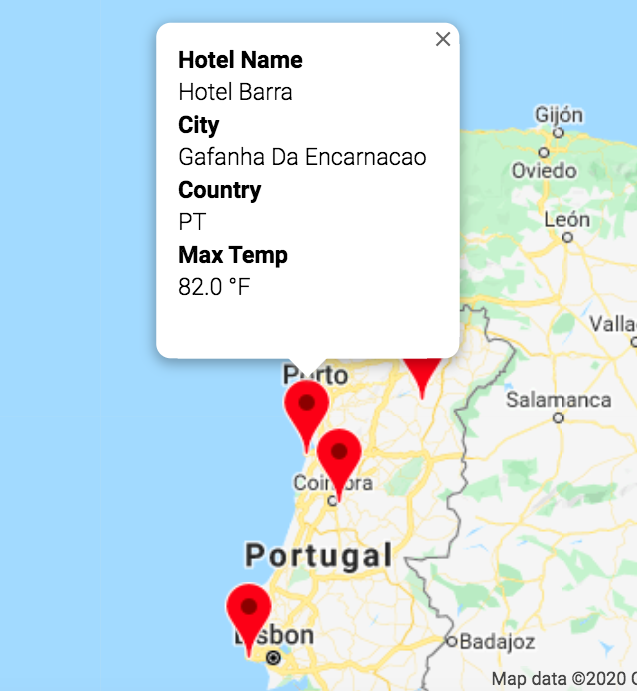 Hotel Name
Hotel Barra
City
Gafanha Da Encarnacao
Country
PT
Max Temp
82.0 °F
Gijón
Oviedo
León
Valla
Porto
Salamanca
Coimbra
Portugal
Lisbon
Badajoz
Map data ©2020